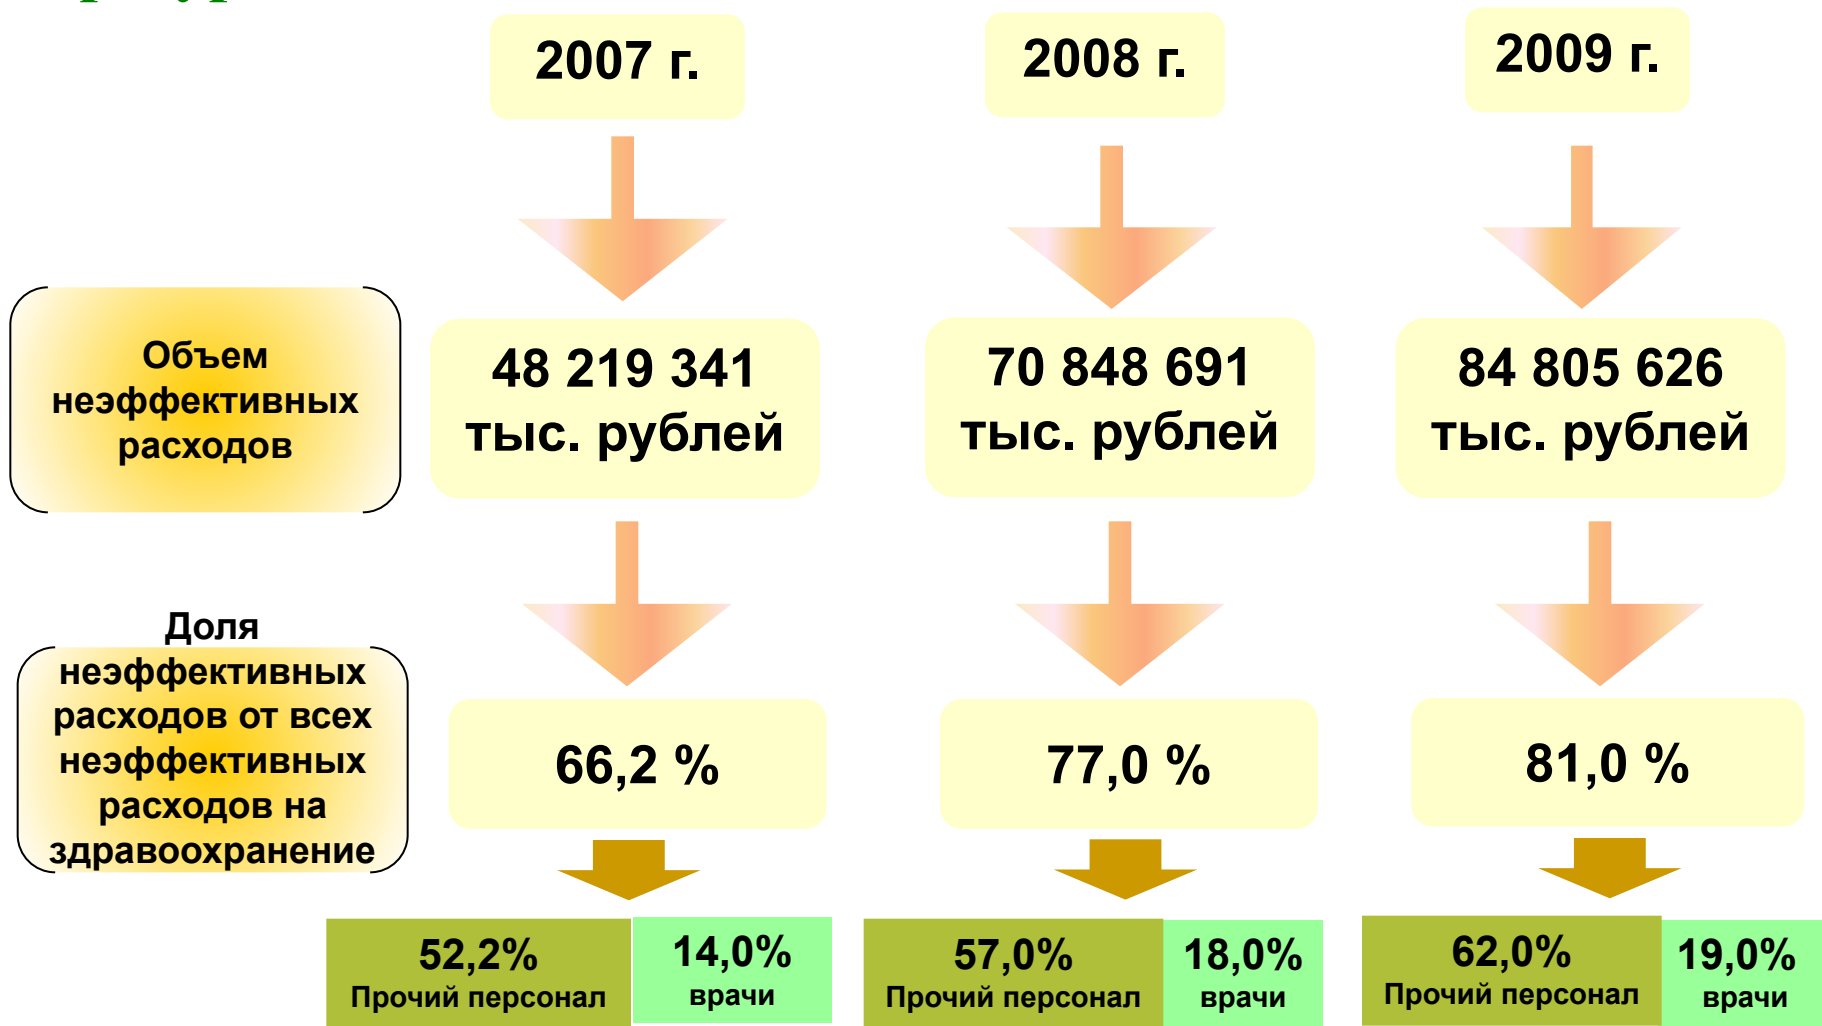 2007 г.
2008 г.
2009 г.
Объем
неэффективных
расходов
48 219 341
тыс. рублей
70 848 691
тыс. рублей
84 805 626
тыс. рублей
Доля
неэффективных
расходов от всех
неэффективных
расходов на
здравоохранение
66,2 %
77,0 %
81,0 %
52,2%
Прочий персонал
14,0%
врачи
57,0%
Прочий персонал
18,0%
врачи
62,0%
Прочий персонал
19,0%
врачи